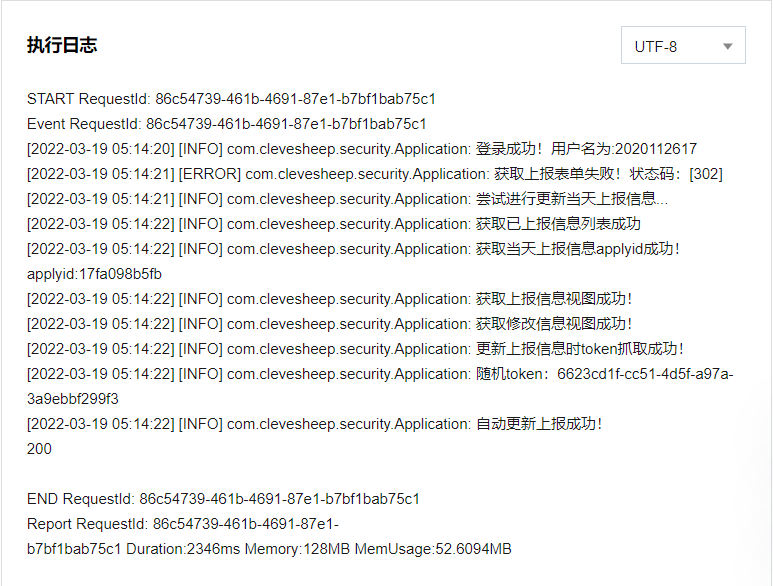 执行日志
UTF-8
START RequestId: 86c54739-461b-4691-87e1-b7bf1bab75c1
Event RequestId: 86c54739-461b-4691-87e1-b7bf1bab75c1
[2022-03-19 05:14:20] [INFO] com.clevesheep.security.Application: 登录成功！用户名为:2020112617
[2022-03-19 05:14:21] [ERROR] com.clevesheep.security.Application: 获取上报表单失败！状态码：[302]
[2022-03-19 05:14:21] [INFO] com.clevesheep.security.Application: 尝试进行更新当天上报信息...
[2022-03-19 05:14:22] [INFO] com.clevesheep.security.Application: 获取已上报信息列表成功
[2022-03-19 05:14:22] [INFO] com.clevesheep.security.Application: 获取当天上报信息applyid成功！
applyid:17fa098b5fb
[2022-03-19 05:14:22] [INFO] com.clevesheep.security.Application: 获取上报信息视图成功！
[2022-03-19 05:14:22] [INFO] com.clevesheep.security.Application: 获取修改信息视图成功！
[2022-03-19 05:14:22] [INFO] com.clevesheep.security.Application: 更新上报信息时token抓取成功！
[2022-03-19 05:14:22] [INFO] com.clevesheep.security.Application: 随机token：6623cd1f-cc51-4d5f-a97a-
3a9ebbf299f3
[2022-03-19 05:14:22] [INFO] com.clevesheep.security.Application: 自动更新上报成功！
200
END RequestId: 86c54739-461b-4691-87e1-b7bf1bab75c1
Report RequestId: 86c54739-461b-4691-87e1-
b7bf1bab75c1 Duration:2346ms Memory:128MB MemUsage:52.6094MB